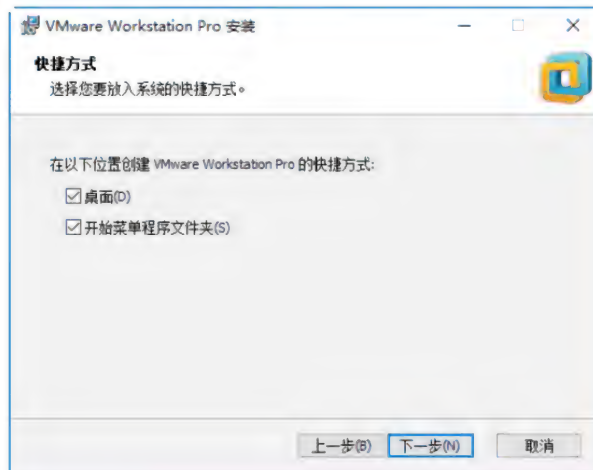 VMware Workstation Pro 安装
快捷方式
选择您要放入系统的快捷方式。
在以下位置创建 VMware Workstation Pro 的快捷方式:
桌面(D)
开始菜单程序文件夹(S)
上一步(B) 下一步(N) 取消